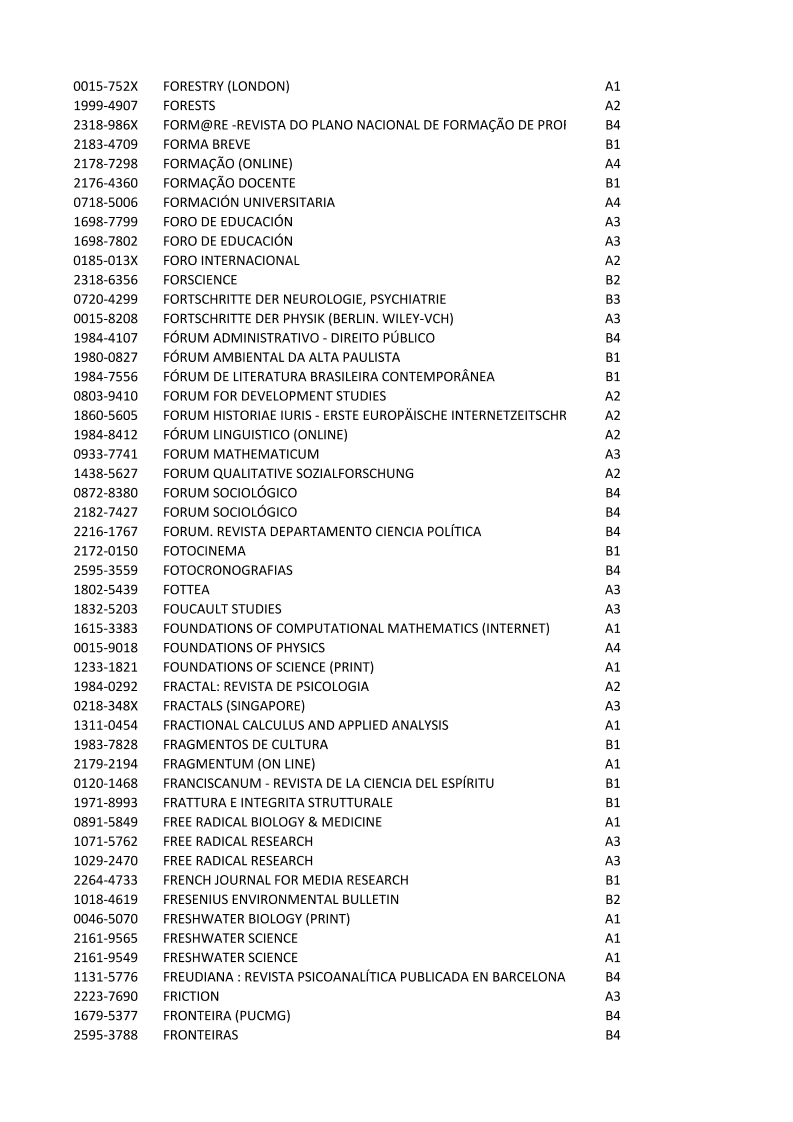 0015-752X FORESTRY (LONDON) A1
1999-4907 FORESTS A2
2318-986X FORM@RE -REVISTA DO PLANO NACIONAL DE FORMAÇÃO DE PROF B4
2183-4709 FORMA BREVE B1
2178-7298 FORMAÇÃO (ONLINE) A4
2176-4360 FORMAÇÃO DOCENTE B1
0718-5006 FORMACIÓN UNIVERSITARIA A4
1698-7799 FORO DE EDUCACIÓN A3
1698-7802 FORO DE EDUCACIÓN A3
0185-013X FORO INTERNACIONAL A2
2318-6356 FORSCIENCE B2
0720-4299 FORTSCHRITTE DER NEUROLOGIE, PSYCHIATRIE B3
0015-8208 FORTSCHRITTE DER PHYSIK (BERLIN. WILEY-VCH) A3
1984-4107 FÓRUM ADMINISTRATIVO - DIREITO PÚBLICO B4
1980-0827 FÓRUM AMBIENTAL DA ALTA PAULISTA B1
1984-7556 FÓRUM DE LITERATURA BRASILEIRA CONTEMPORÂNEA B1
0803-9410 FORUM FOR DEVELOPMENT STUDIES A2
1860-5605 FORUM HISTORIAE IURIS - ERSTE EUROPÄISCHE INTERNETZEITSCHR A2
1984-8412 FÓRUM LINGUISTICO (ONLINE) A2
0933-7741 FORUM MATHEMATICUM A3
1438-5627 FORUM QUALITATIVE SOZIALFORSCHUNG A2
0872-8380 FORUM SOCIOLÓGICO B4
2182-7427 FORUM SOCIOLÓGICO B4
2216-1767 FORUM. REVISTA DEPARTAMENTO CIENCIA POLÍTICA B4
2172-0150 FOTOCINEMA B1
2595-3559 FOTOCRONOGRAFIAS B4
1802-5439 FOTTEA A3
1832-5203 FOUCAULT STUDIES A3
1615-3383 FOUNDATIONS OF COMPUTATIONAL MATHEMATICS (INTERNET) A1
0015-9018 FOUNDATIONS OF PHYSICS A4
1233-1821 FOUNDATIONS OF SCIENCE (PRINT) A1
1984-0292 FRACTAL: REVISTA DE PSICOLOGIA A2
0218-348X FRACTALS (SINGAPORE) A3
1311-0454 FRACTIONAL CALCULUS AND APPLIED ANALYSIS A1
1983-7828 FRAGMENTOS DE CULTURA B1
2179-2194 FRAGMENTUM (ON LINE) A1
0120-1468 FRANCISCANUM - REVISTA DE LA CIENCIA DEL ESPÍRITU B1
1971-8993 FRATTURA E INTEGRITA STRUTTURALE B1
0891-5849 FREE RADICAL BIOLOGY & MEDICINE A1
1071-5762 FREE RADICAL RESEARCH A3
1029-2470 FREE RADICAL RESEARCH A3
2264-4733 FRENCH JOURNAL FOR MEDIA RESEARCH B1
1018-4619 FRESENIUS ENVIRONMENTAL BULLETIN B2
0046-5070 FRESHWATER BIOLOGY (PRINT) A1
2161-9565 FRESHWATER SCIENCE A1
2161-9549 FRESHWATER SCIENCE A1
1131-5776 FREUDIANA : REVISTA PSICOANALÍTICA PUBLICADA EN BARCELONA B4
2223-7690 FRICTION A3
1679-5377 FRONTEIRA (PUCMG) B4
2595-3788 FRONTEIRAS B4